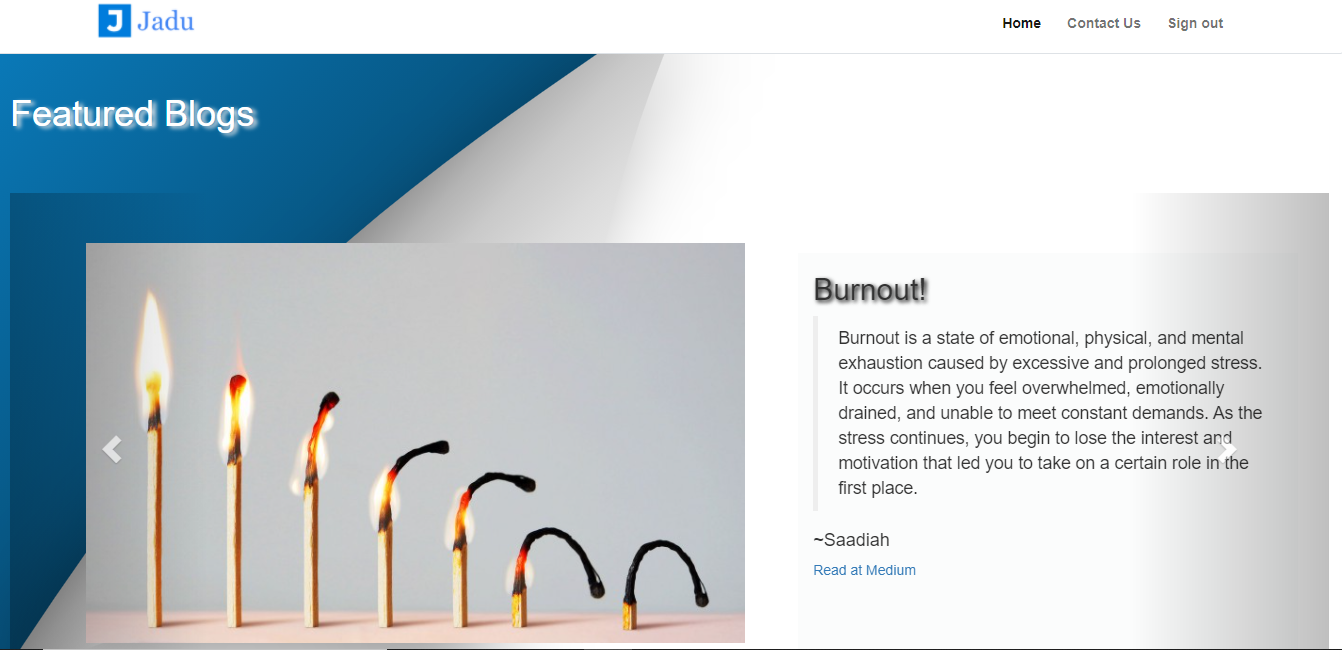 J Jadu
Home Contact Us Sign out
Featured Blogs
Burnout!
Burnout is a state of emotional, physical, and mental
exhaustion caused by excessive and prolonged stress.
It occurs when you feel overwhelmed, emotionally
drained, and unable to meet constant demands. As the
stress continues, you begin to lose the interest and
motivation that led you to take on a certain role in the
first place.
~Saadiah
Read at Medium